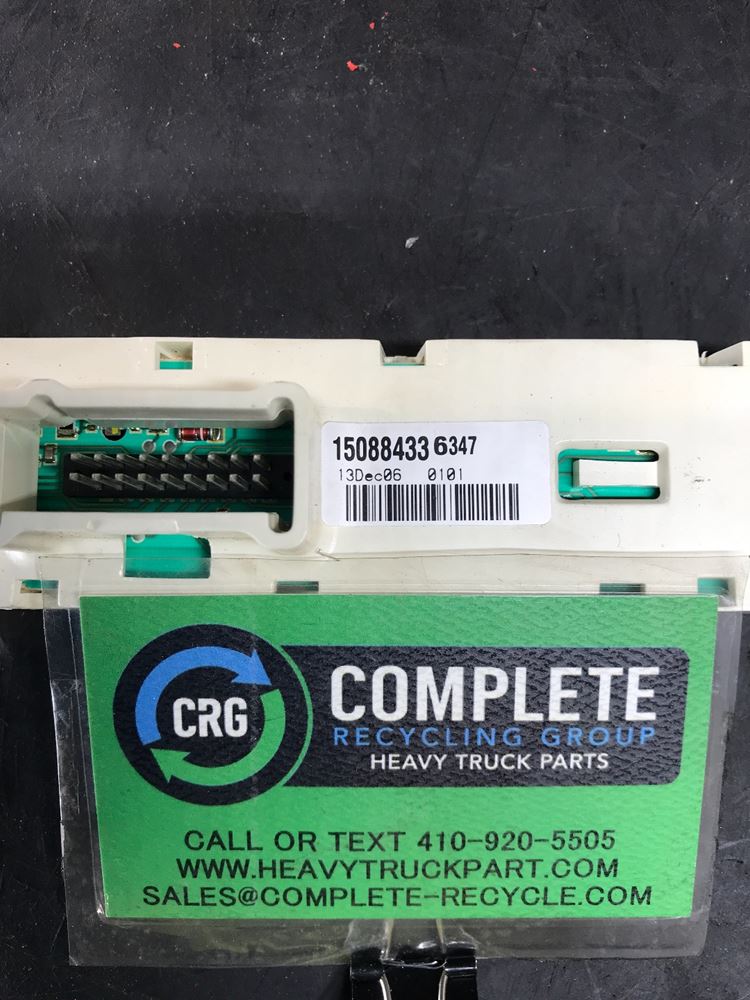 15088433 6347
13Dec06 0101
CRG
COMPLETE
RECYCLING GROUP
HEAVY TRUCK PARTS
CALL OR TEXT 410-920-5505
WWW.HEAVYTRUCKPART.COM
SALES@COMPLETE-RECYCLE.COM